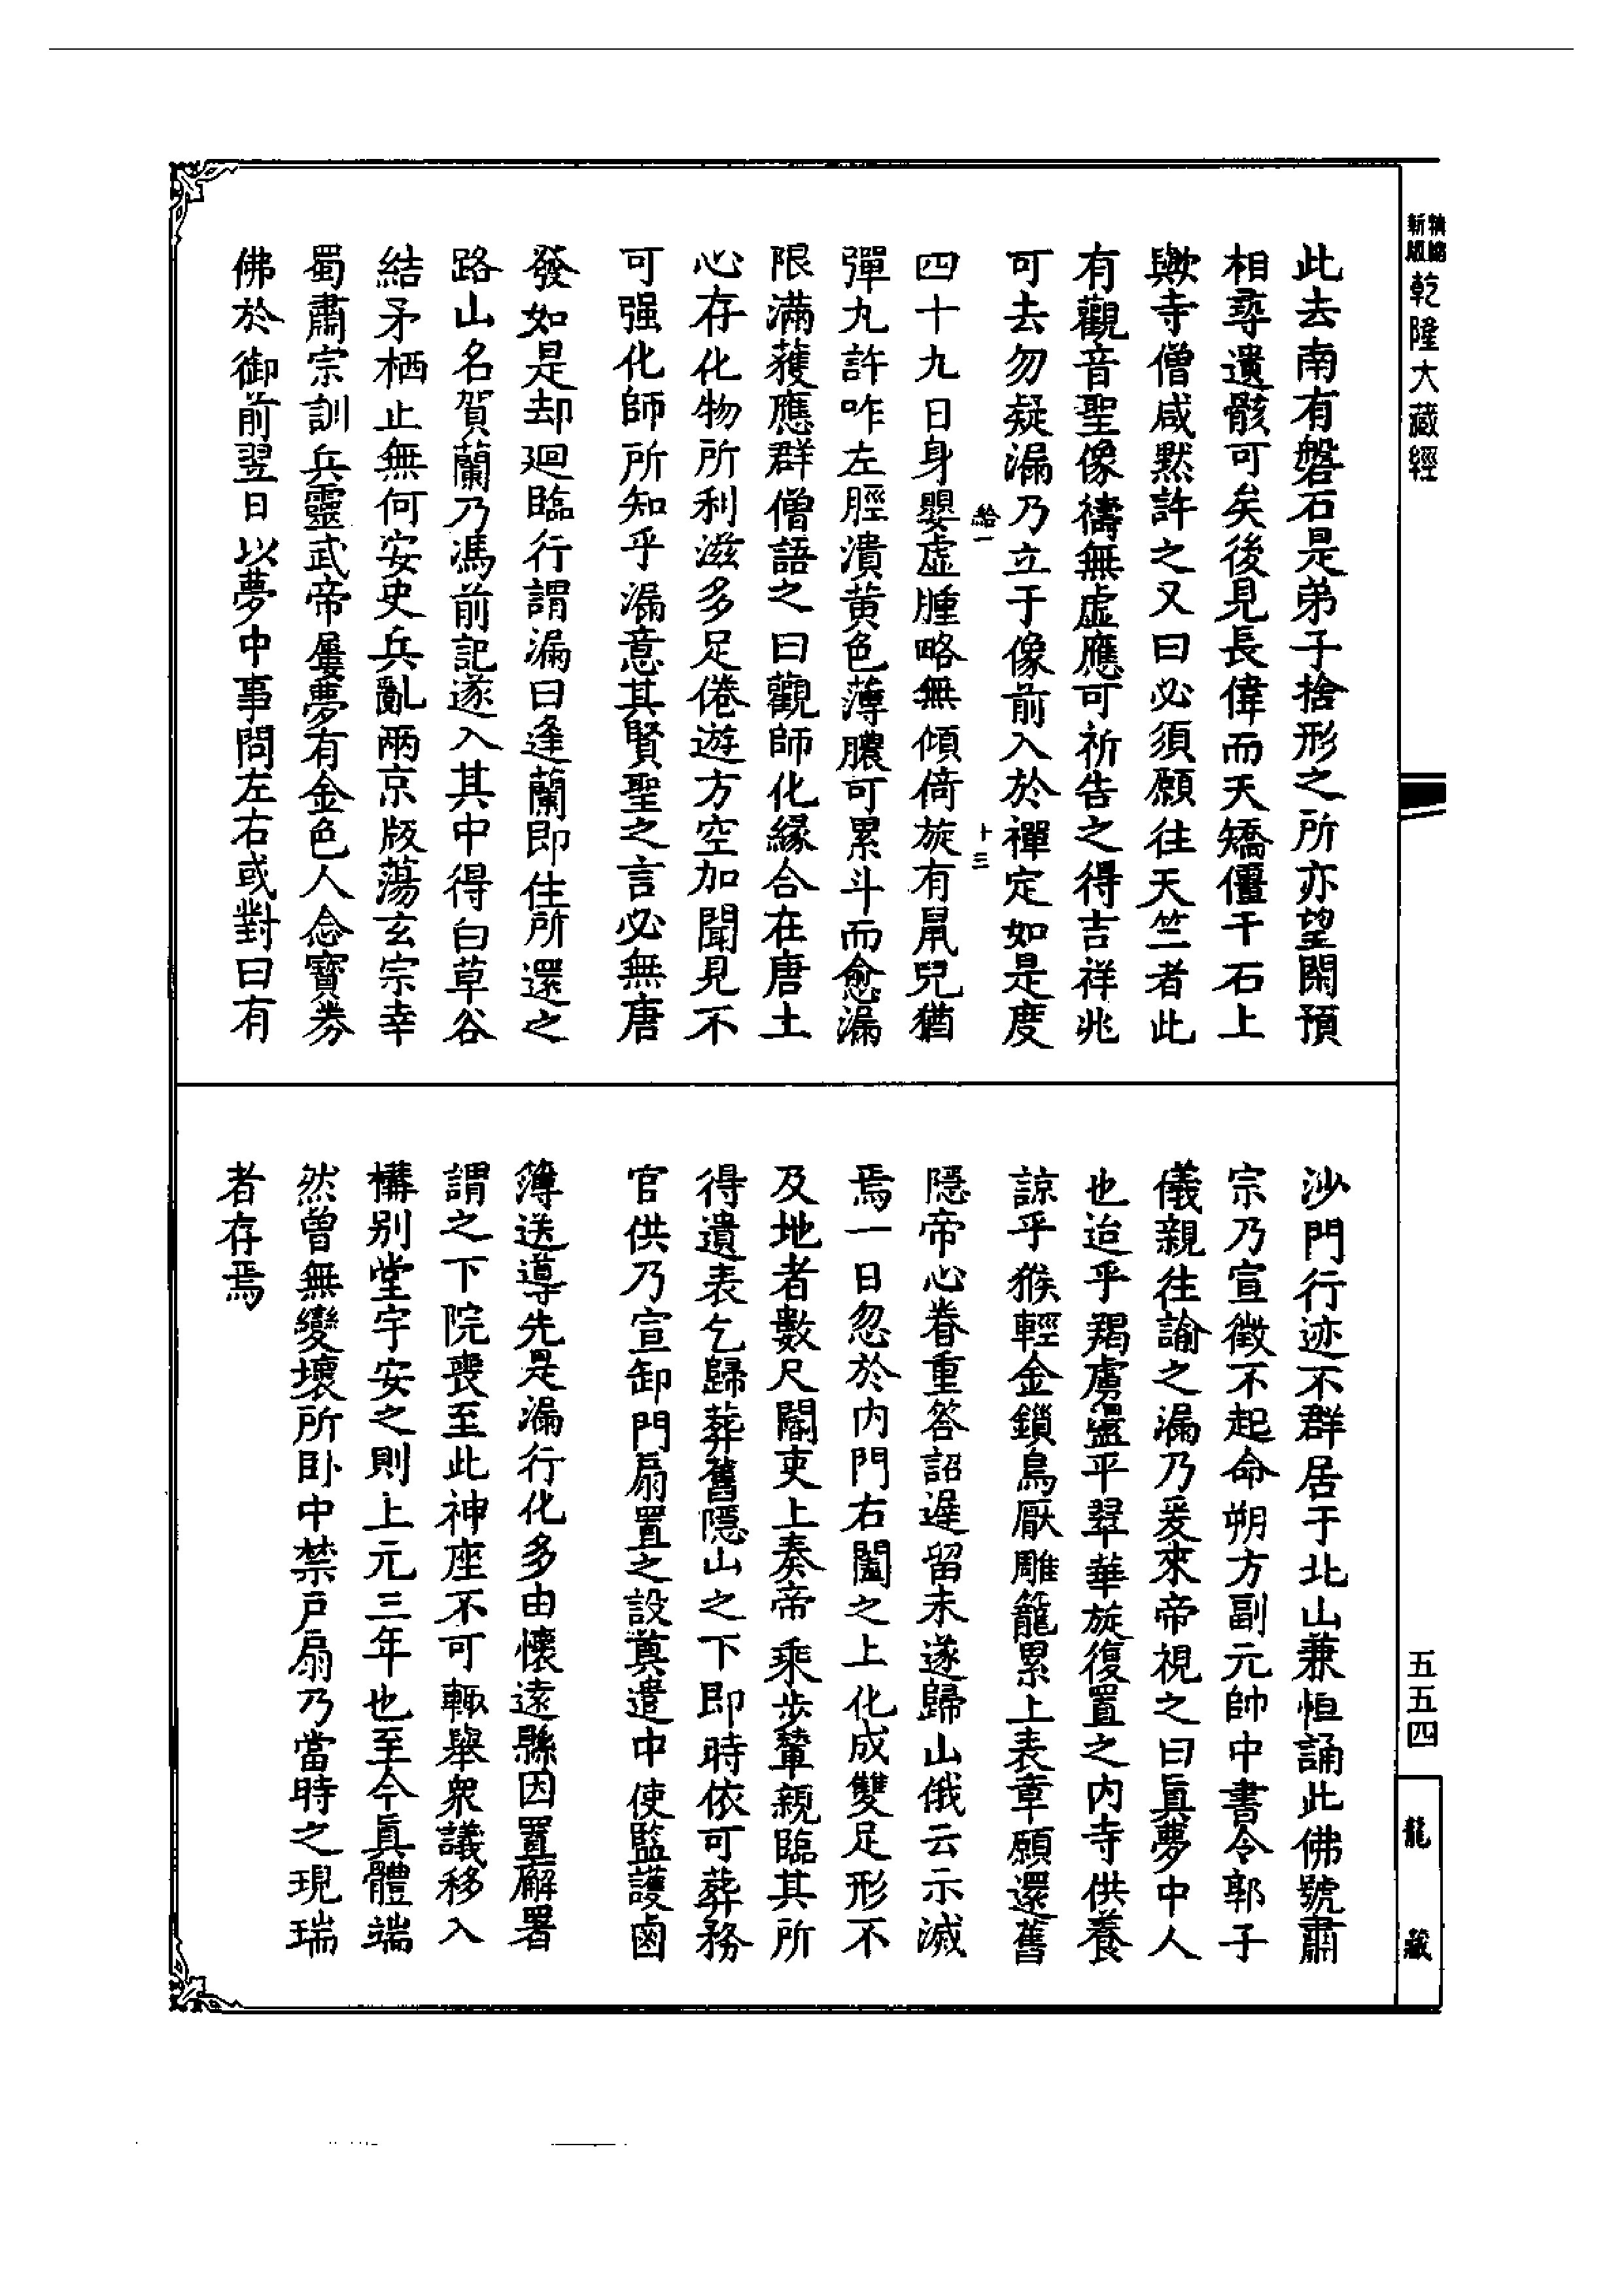 精縮
新版
乾隆大藏經
此去南有磐石是弟子捨形之所亦望閑預
相尋遺骸可矣後見長偉而夭矯僵于石上
歟寺僧咸默許之又曰必須願往天竺者此
有觀音聖像禱無虛應可祈告之得吉祥兆
可去勿疑漏乃立于像前入於禪定如是度
給一
十三
四十九日身嬰虛腫略無傾倚旋有鼠兒猶
彈丸許咋左脛潰黃色薄膿可累斗而愈漏
限滿獲應群僧語之曰觀師化緣合在唐土
心存化物所利滋多足倦遊方空加聞見不
可强化師所知乎漏意其賢聖之言必無唐
發如是却迴臨行謂漏曰逢蘭即住所還之
路山名賀蘭乃馮前記遂入其中得白草谷
結矛栖止無何安史兵亂兩京版蕩玄宗幸
蜀肅宗訓兵靈武帝屢夢有金色人念寶勝
佛於御前翌日以夢中事問左右或對曰有
沙門行迹不群居于北山兼恒誦此佛號肅
宗乃宣徵不起命朔方副元帥中書令郭子
儀親往諭之漏乃爰來帝視之曰真夢中人
也迨乎羯虜盪平翠華旋復置之內寺供養
諒乎猴輕金鎖鳥厭雕籠累上表章願還舊
隱帝心眷重答詔遲留未遂歸山俄云示滅
焉一日忽於內門右闔之上化成雙足形不
及地者數尺閽吏上奏帝乘步輦親臨其所
得遺表乞歸葬舊隱山之下即時依可葬務
官供乃宣卸門扇置之設奠遣中使監護鹵
簿送導先是漏行化多由懷遠縣因置廨署
謂之下院喪至此神座不可輒舉衆議移入
構別堂宇安之則上元三年也至今真體端
然曾無變壞所卧中禁戶扇乃當時之現瑞
者存焉
五五四
龍藏